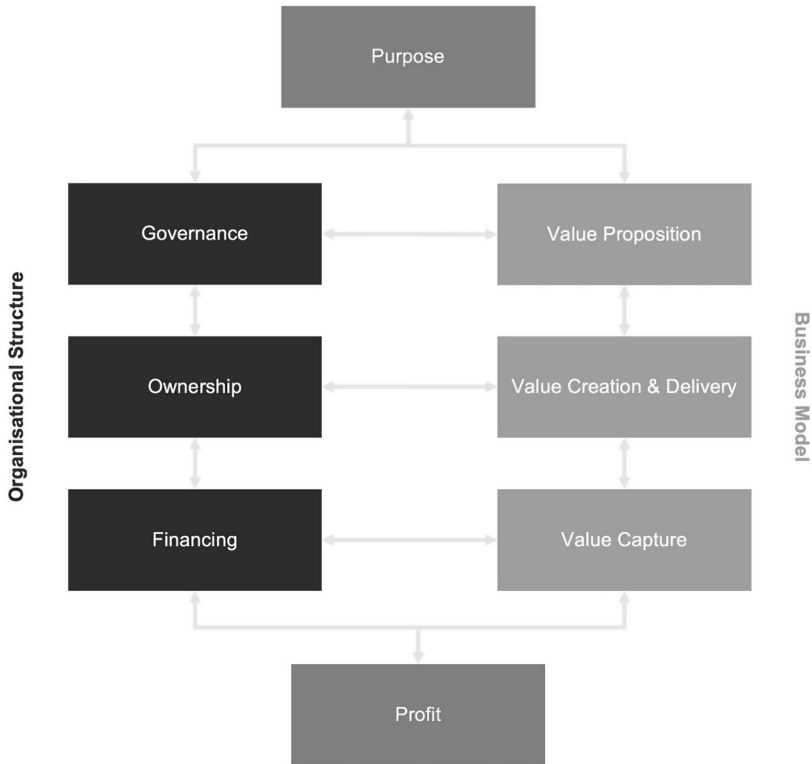 Purpose
Governance
Value Proposition
Organisational Structure
Ownership
Value Creation & Delivery
Business Model
Financing
Value Capture
Profit